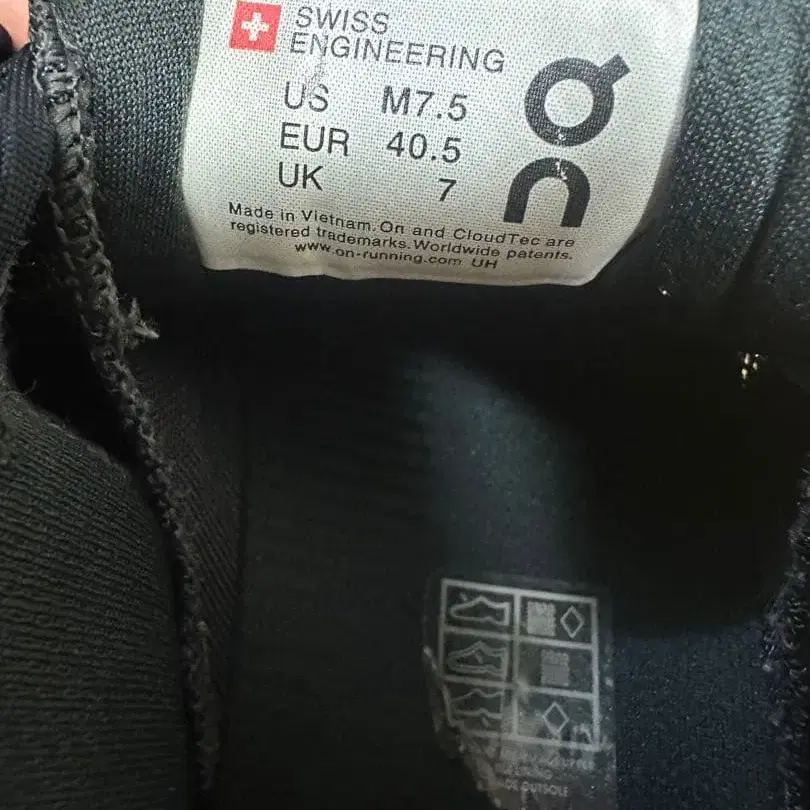 SWISS
ENGINEERING
US M7.5
EUR 40.5
UK 7
Made in Vietnam. On and CloudTec are
registered trademarks. Worldwide patents.
www.on-running.com UH
OUTSOLE